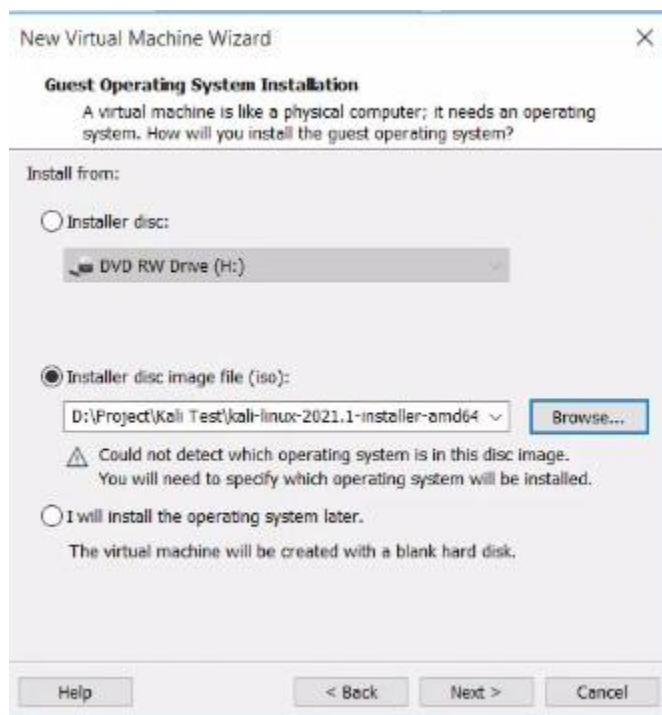 New Virtual Machine Wizard
Guest Operating System Installation
A virtual machine is like a physical computer; it needs an operating
system. How will you install the guest operating system?
Install from:
Installer disc:
DVD RW Drive (H:)
Installer disc image file (iso):
D:\Project\Kali Test\kali-linux-2021.1-installer-amd64
Browse...
Could not detect which operating system is in this disc image.
You will need to specify which operating system will be installed.
I will install the operating system later.
The virtual machine will be created with a blank hard disk.
Help
< Back
Next >
Cancel